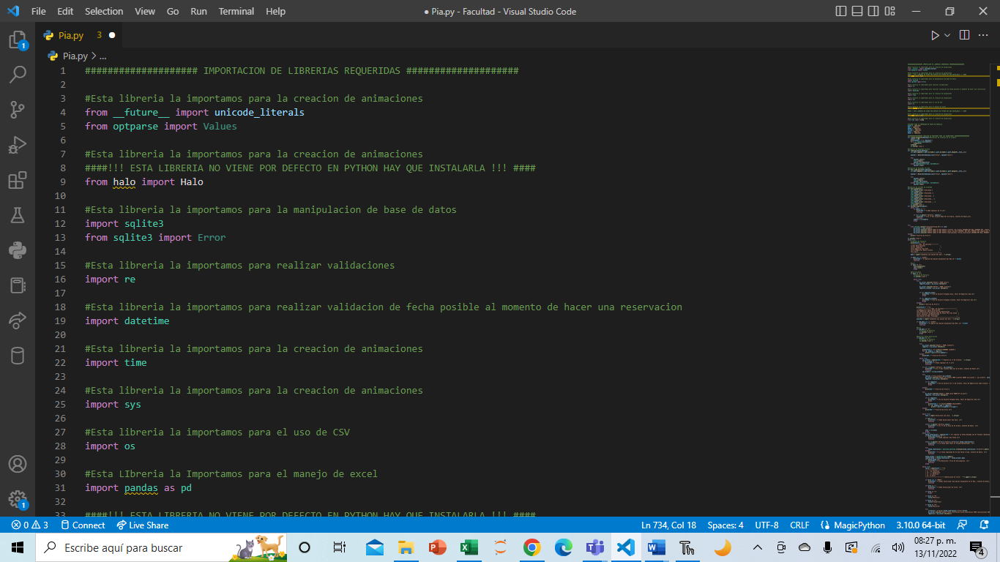 File Edit Selection View Go Run Terminal Help
● Pia.py - Facultad - Visual Studio Code
Pia.py 3
Pia.py > ...
1 #################### IMPORTACION DE LIBRERIAS REQUERIDAS ####################
2
3 #Esta libreria la importamos para la creacion de animaciones
4 from __future__ import unicode_literals
5 from optparse import Values
6
7 #Esta libreria la importamos para la creacion de animaciones
8 ####!!! ESTA LIBRERIA NO VIENE POR DEFECTO EN PYTHON HAY QUE INSTALARLA !!! ####
9 from halo import Halo
10
11 #Esta libreria la importamos para la manipulacion de base de datos
12 import sqlite3
13 from sqlite3 import Error
14
15 #Esta libreria la importamos para realizar validaciones
16 import re
17
18 #Esta libreria la importamos para realizar validacion de fecha posible al momento de hacer una reservacion
19 import datetime
20
21 #Esta libreria la importamos para la creacion de animaciones
22 import time
23
24 #Esta libreria la importamos para la creacion de animaciones
25 import sys
26
27 #Esta libreria la importamos para el uso de CSV
28 import os
29
30 #Esta LIbreria la Importamos para el manejo de excel
31 import pandas as pd
32
33 ####!!! ESTA LIBRERIA NO VIENE POR DEFECTO EN PYTHON HAY QUE INSTALARLA !!! ####
0 3 Connect Live Share Ln 734, Col 18 Spaces: 4 UTF-8 CRLF MagicPython 3.10.0 64-bit
Escribe aquí para buscar
08:27 p. m.
13/11/2022
4